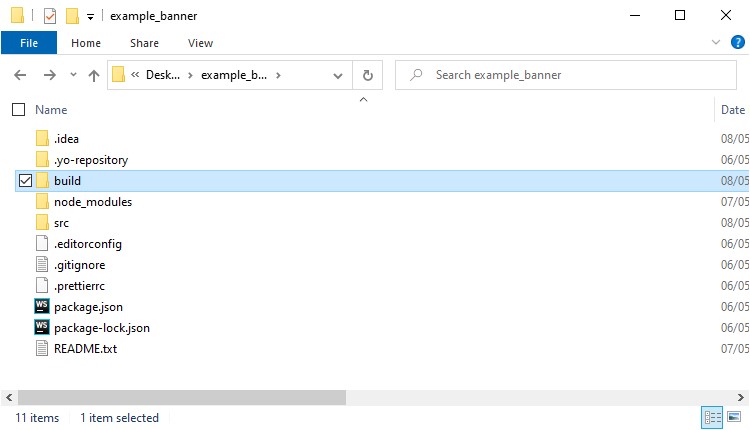 example_banner
File Home Share View
« Desk... > example_b... > Search example_banner
Name Date
.idea 08/05
.yo-repository 06/05
build 08/05
node_modules 07/05
src 08/05
.editorconfig 06/05
.gitignore 06/05
.prettierrc 06/05
WS package.json 06/05
WS package-lock.json 06/05
README.txt 07/05
11 items 1 item selected